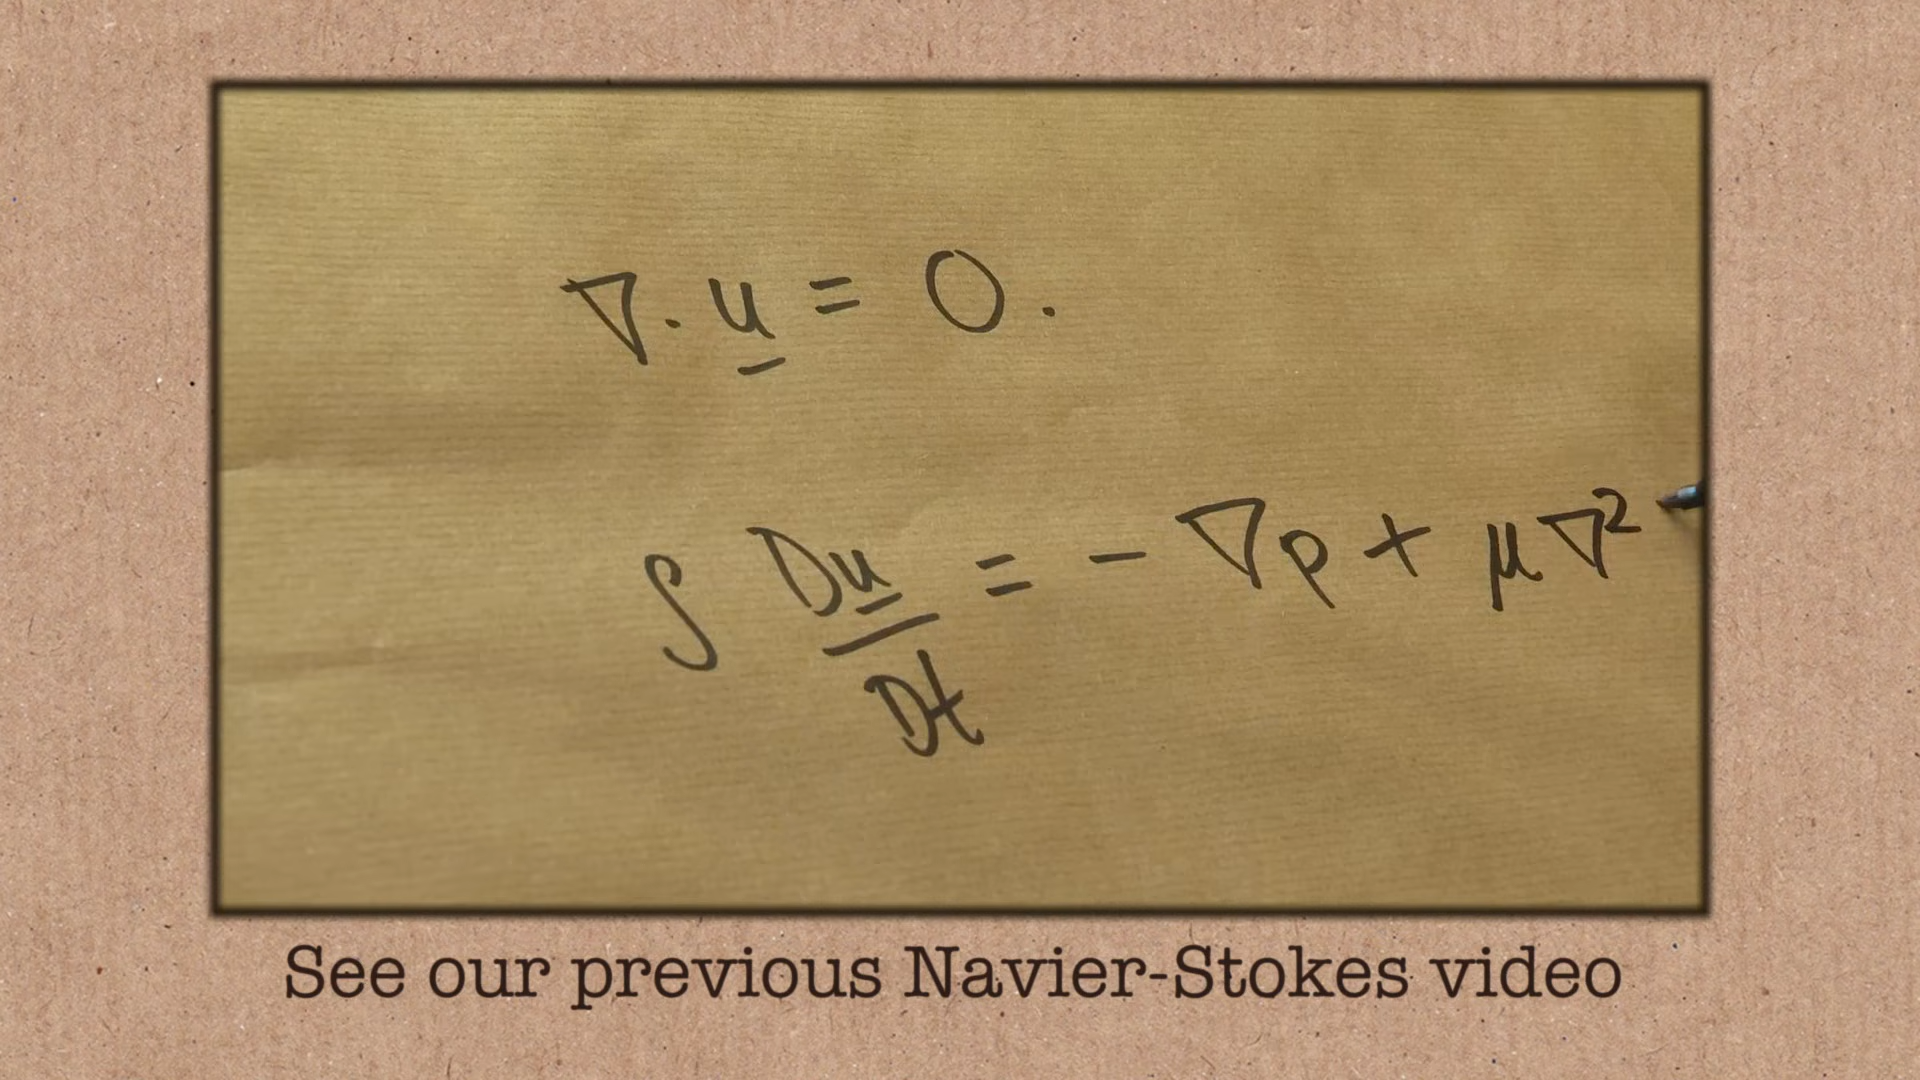 ∇ · u = 0.
ρ Du/Dt = - ∇p + μ∇²
See our previous Navier-Stokes video